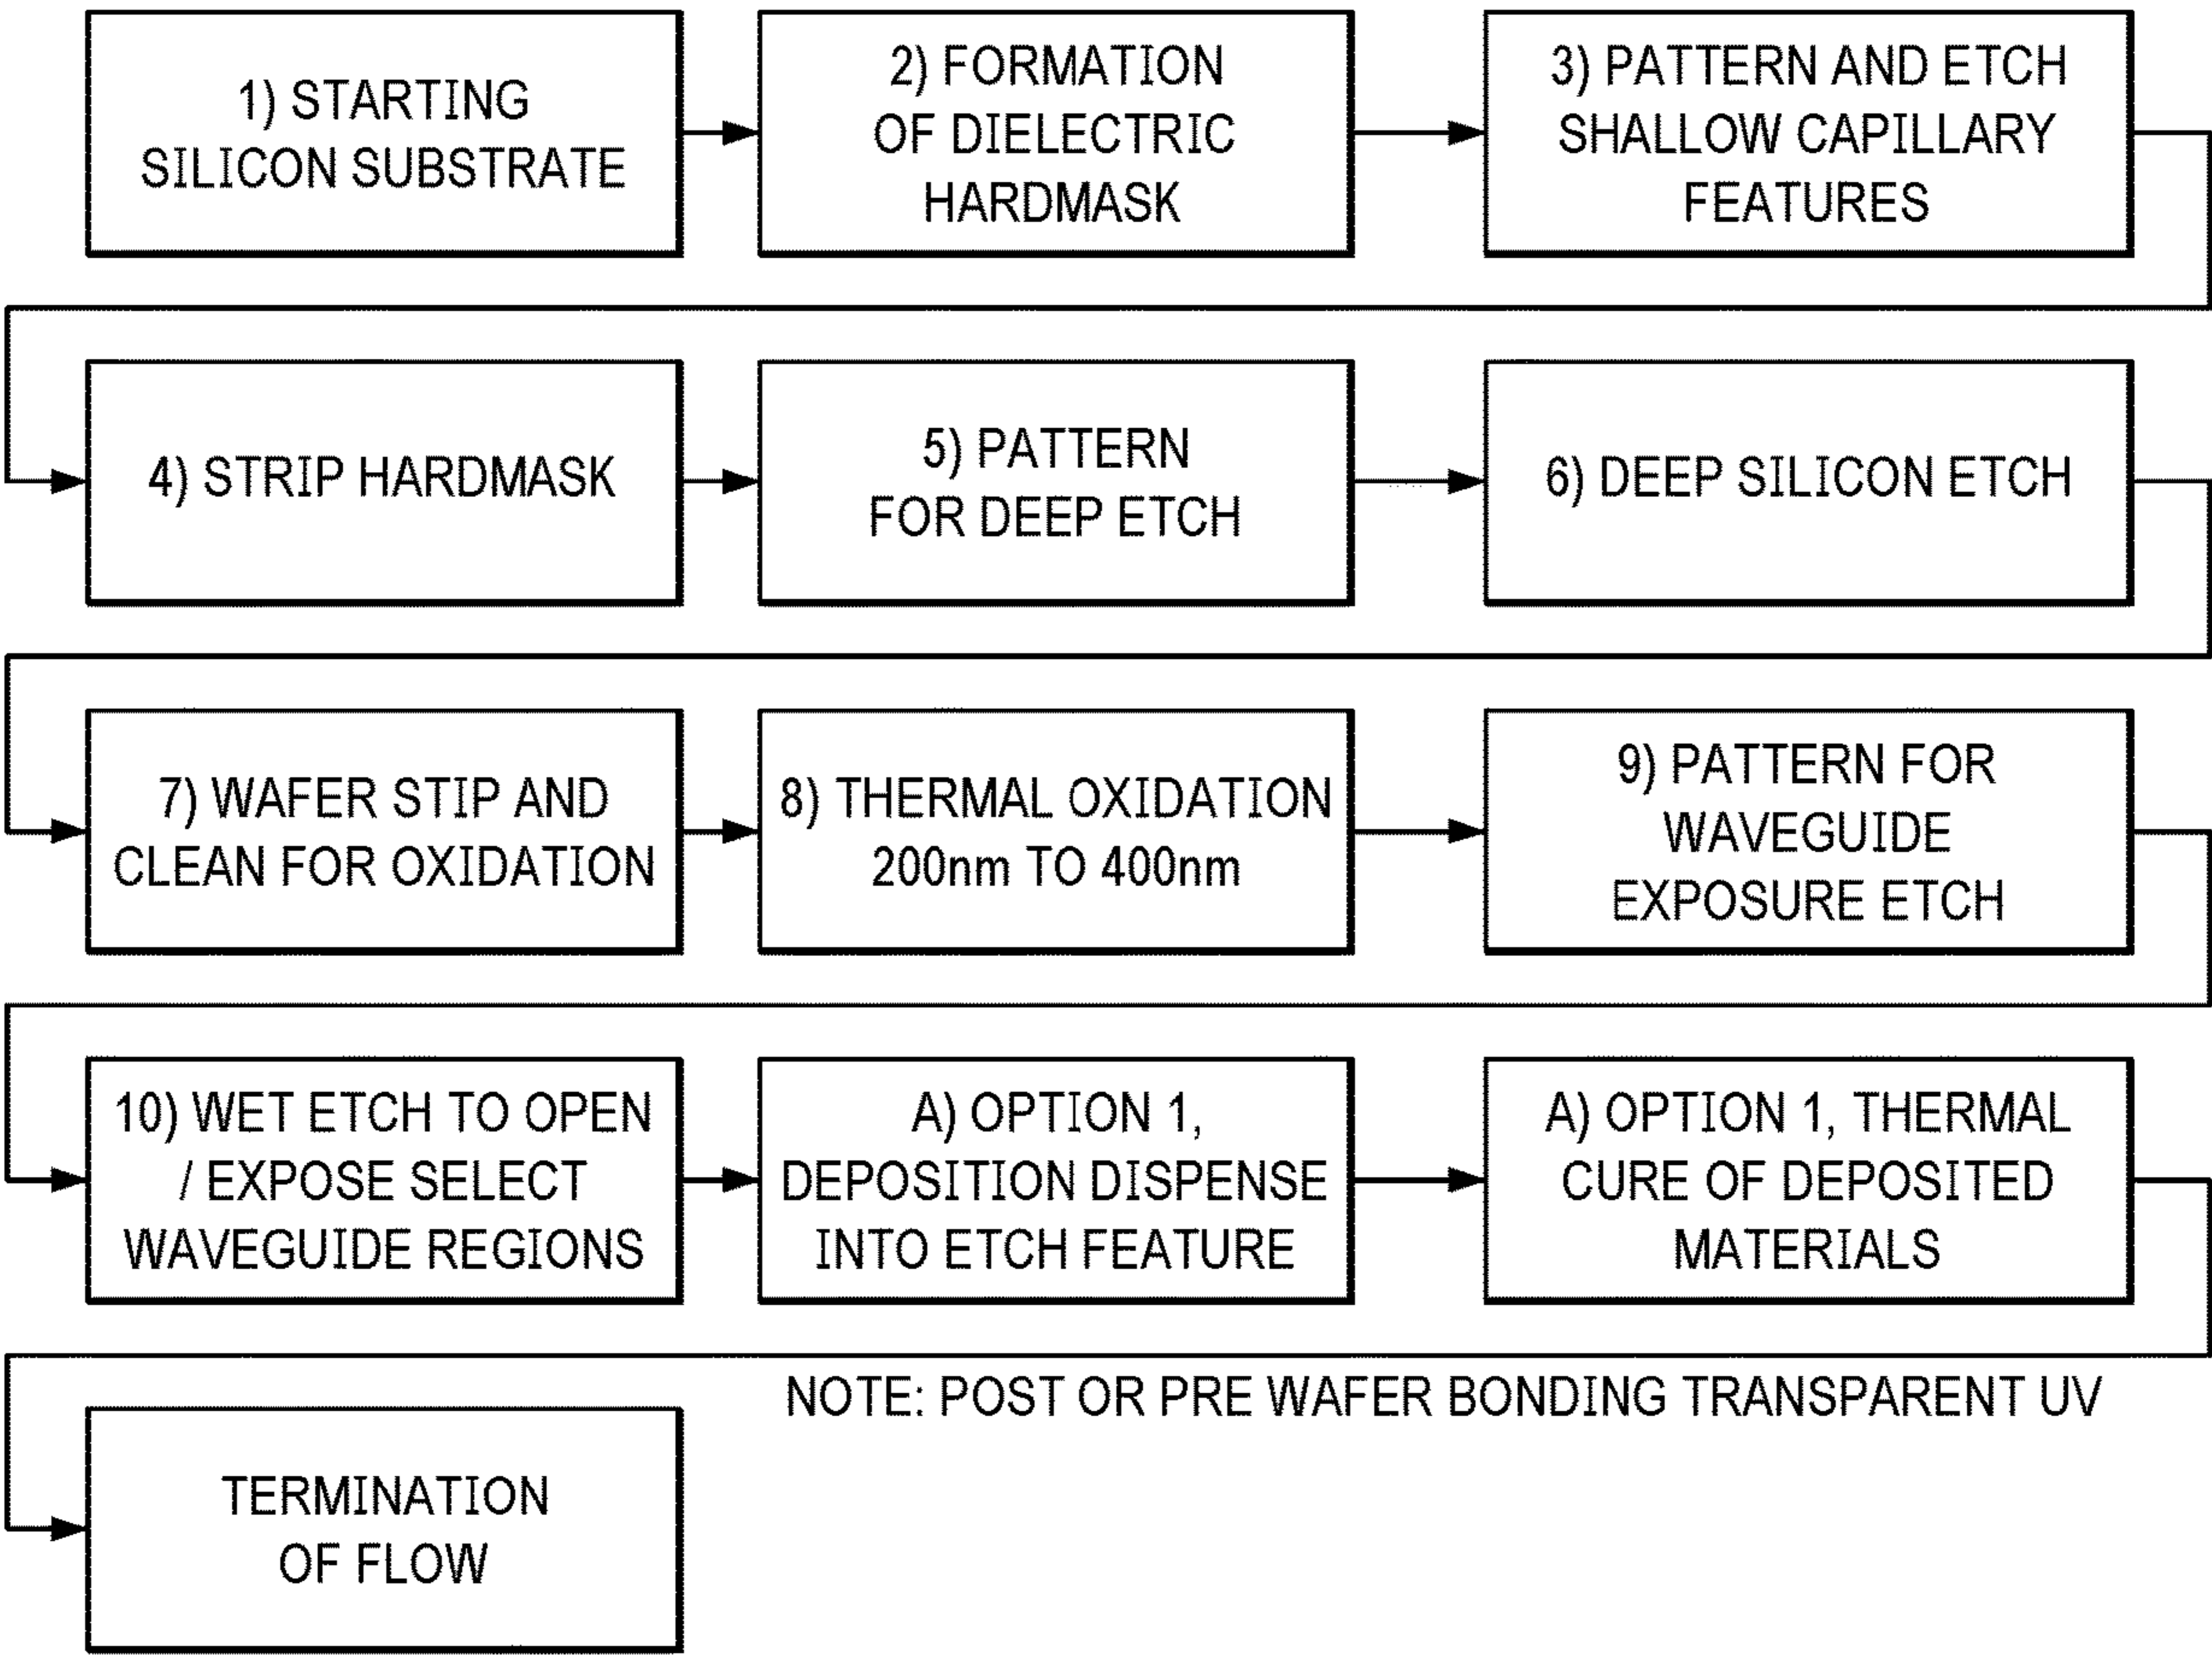 1) STARTING
SILICON SUBSTRATE
2) FORMATION
OF DIELECTRIC
HARDMASK
3) PATTERN AND ETCH
SHALLOW CAPILLARY
FEATURES
4) STRIP HARDMASK
5) PATTERN
FOR DEEP ETCH
6) DEEP SILICON ETCH
7) WAFER STIP AND
CLEAN FOR OXIDATION
8) THERMAL OXIDATION
200nm TO 400nm
9) PATTERN FOR
WAVEGUIDE
EXPOSURE ETCH
10) WET ETCH TO OPEN
/ EXPOSE SELECT
WAVEGUIDE REGIONS
A) OPTION 1,
DEPOSITION DISPENSE
INTO ETCH FEATURE
A) OPTION 1, THERMAL
CURE OF DEPOSITED
MATERIALS
NOTE: POST OR PRE WAFER BONDING TRANSPARENT UV
TERMINATION
OF FLOW